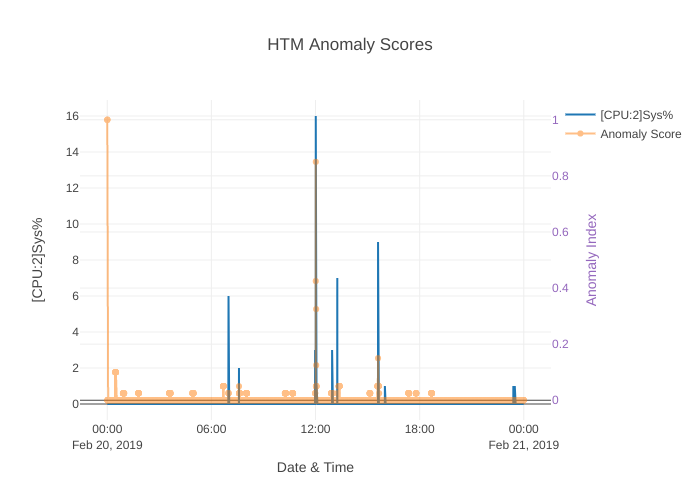 HTM Anomaly Scores
[CPU:2]Sys%
Anomaly Score
16
14
12
10
8
6
4
2
0
1
0.8
0.6
0.4
0.2
0
[CPU:2]Sys%
Anomaly Index
00:00
06:00
12:00
18:00
00:00
Feb 20, 2019
Feb 21, 2019
Date & Time